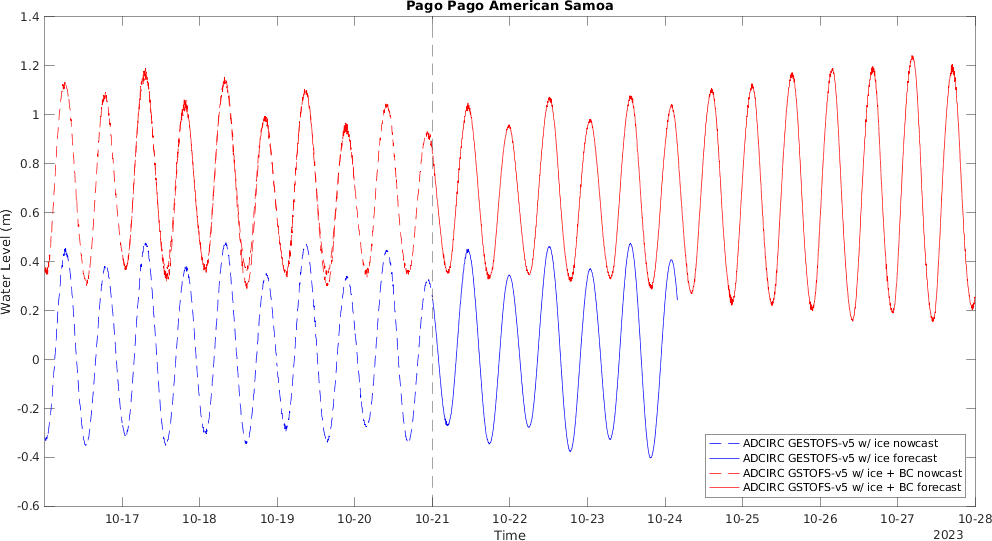 Pago Pago American Samoa
1.4
1.2
1
0.8
0.6
0.4
0.2
0
-0.2
-0.4
-0.6
Water Level (m)
ADCIRC GESTOFS-v5 w/ ice nowcast
ADCIRC GESTOFS-v5 w/ ice forecast
ADCIRC GSTOFS-v5 w/ ice + BC nowcast
ADCIRC GSTOFS-v5 w/ ice + BC forecast
10-17 10-18 10-19 10-20 10-21 10-22 10-23 10-24 10-25 10-26 10-27 10-28
Time
2023